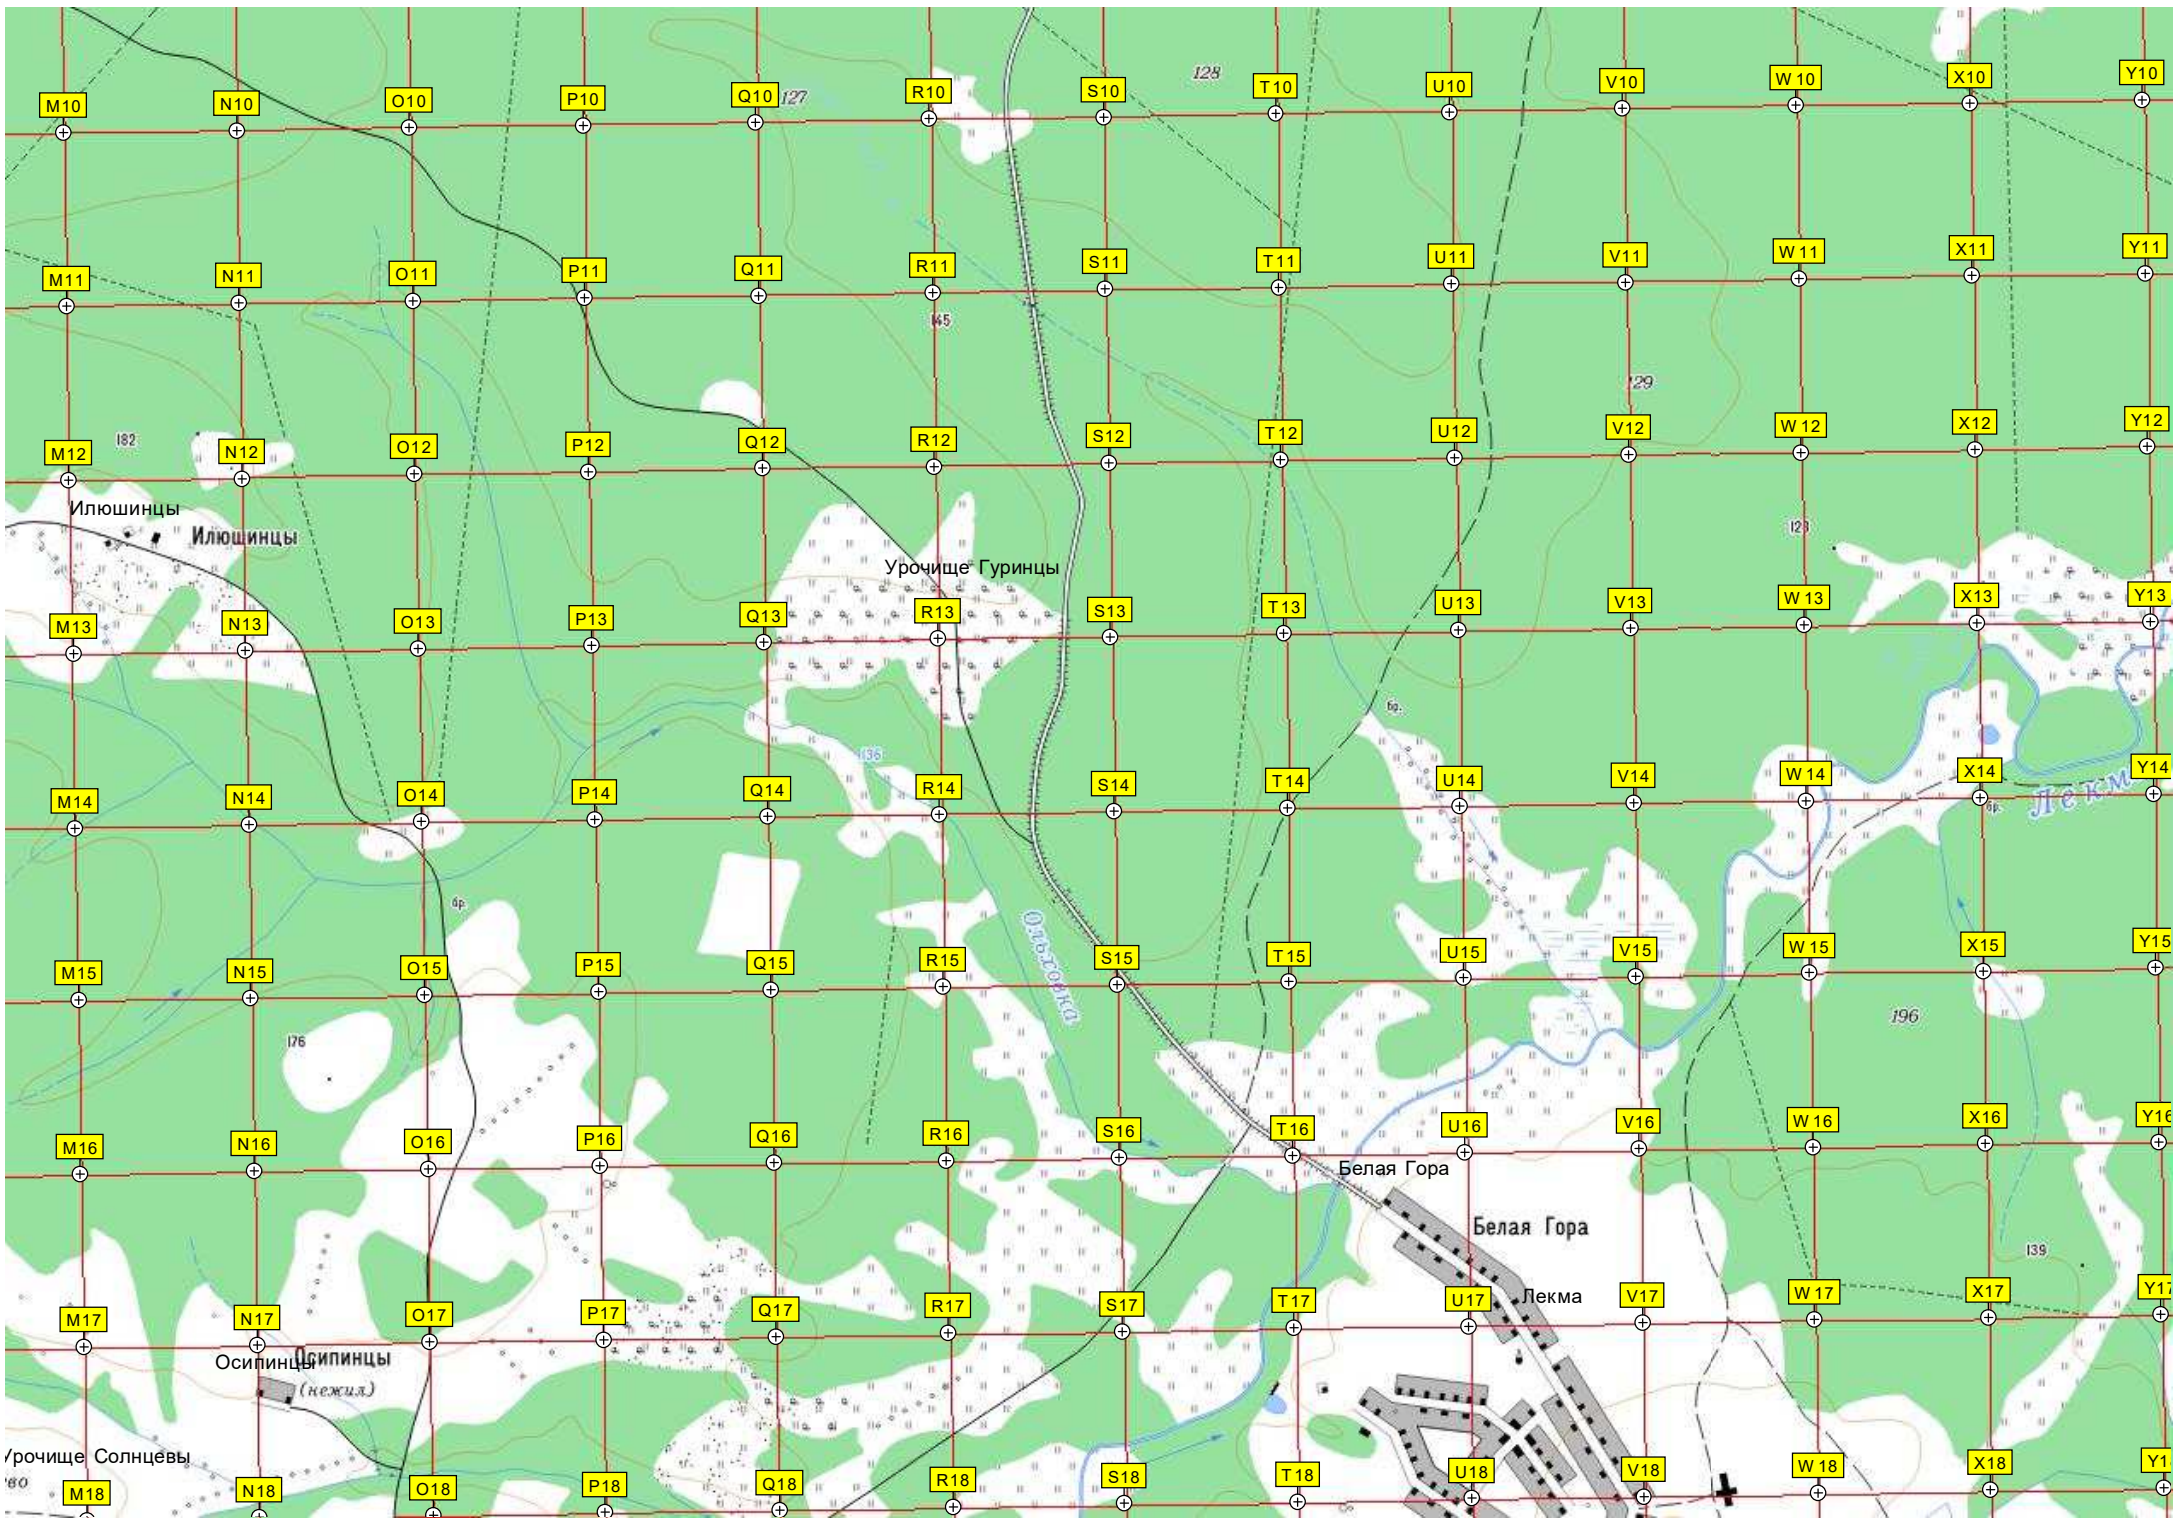 128
M10 N10 O10 P10 Q10 127 R10 S10 T10 U10 V10 W10 X10 Y10
M11 N11 O11 P11 Q11 R11 S11 T11 U11 V11 W11 X11 Y11
145
129
182
M12 N12 O12 P12 Q12 R12 S12 T12 U12 V12 W12 X12 Y12
Илюшинцы
Илюшинцы
Урочище Гуринцы
M13 N13 O13 P13 Q13 R13 S13 T13 U13 V13 W13 X13 Y13
бр.
136
M14 N14 O14 P14 Q14 R14 S14 T14 U14 V14 W14 X14 Y14
бр.
бр.
Ольховка
M15 N15 O15 P15 Q15 R15 S15 T15 U15 V15 W15 X15 Y15
196
176
M16 N16 O16 P16 Q16 R16 S16 T16 U16 V16 W16 X16 Y16
Белая Гора
Белая Гора
139
Лекма
M17 N17 O17 P17 Q17 R17 S17 T17 U17 V17 W17 X17 Y17
Осипинцы
Осипинцы
(нежил)
Урочище Солнцевы
M18 N18 O18 P18 Q18 R18 S18 T18 U18 V18 W18 X18